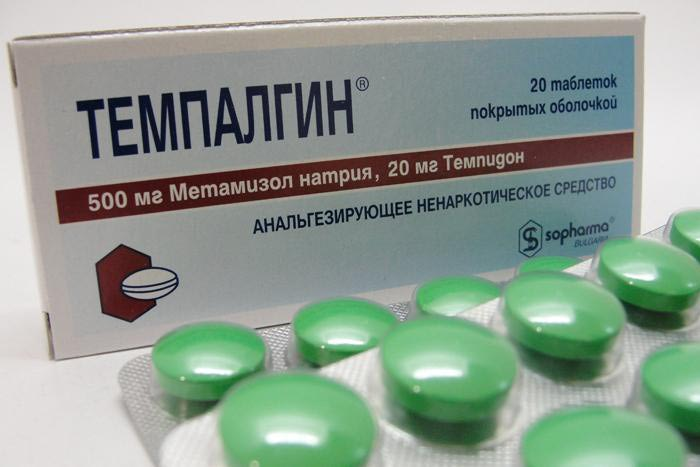 ТЕМПАЛГИН®
20 таблеток
покрытых оболочкой
500 мг Метамизол натрия, 20 мг Темпидон
АНАЛЬГЕЗИРУЮЩЕЕ НЕНАРКОТИЧЕСКОЕ СРЕДСТВО
sopharma
BULGARIA